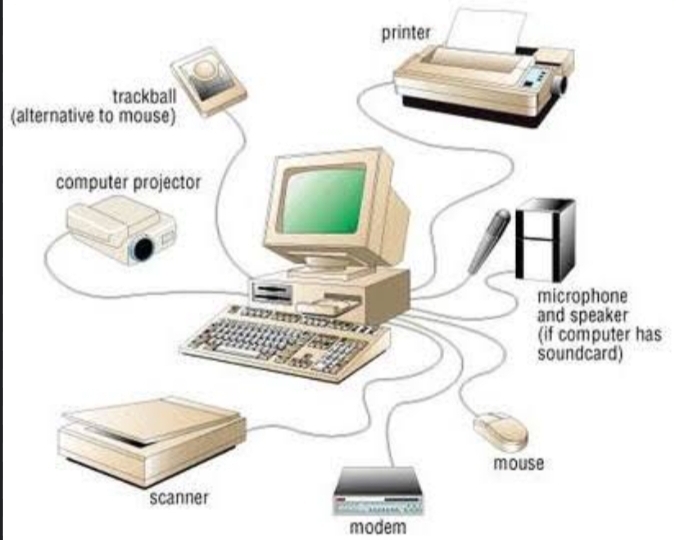 printer
trackball
(alternative to mouse)
computer projector
microphone
and speaker
(if computer has
soundcard)
mouse
scanner
modem